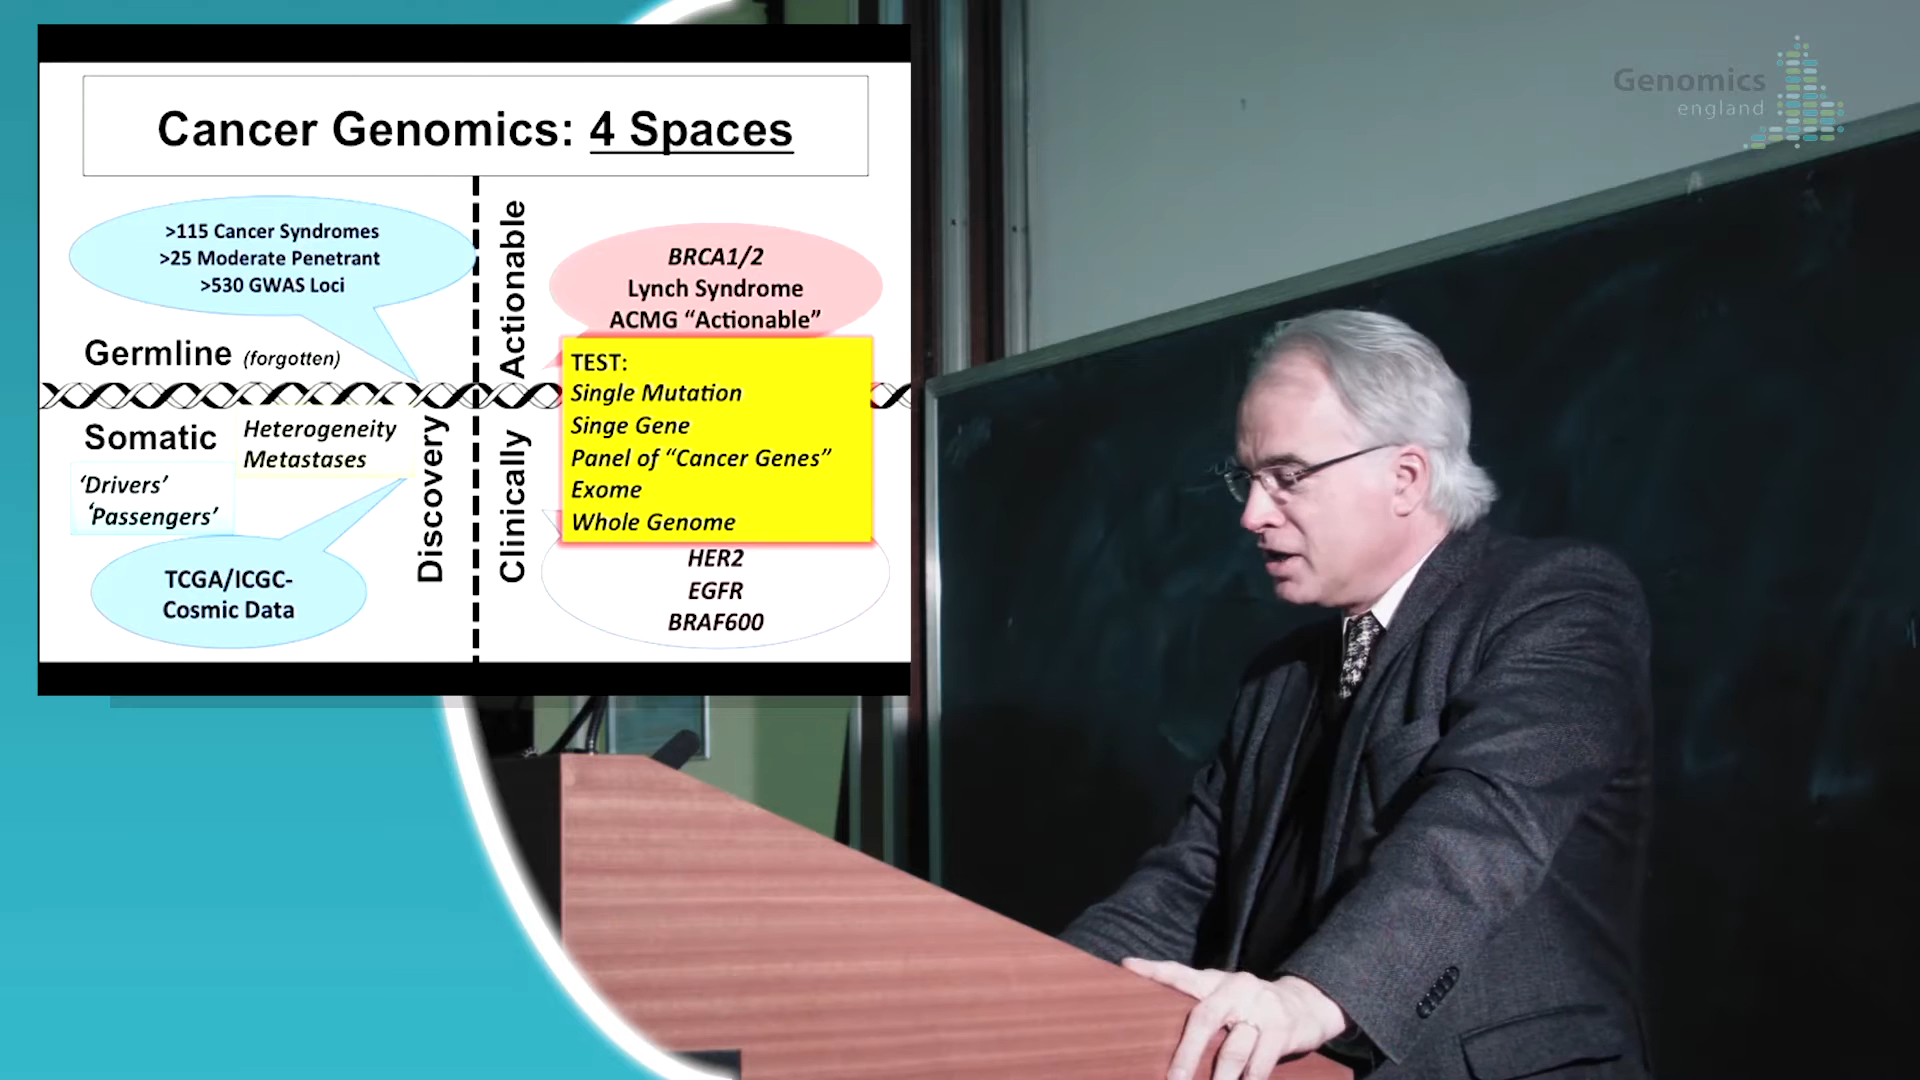 Genomics
england
Cancer Genomics: 4 Spaces
>115 Cancer Syndromes
>25 Moderate Penetrant
>530 GWAS Loci
Germline (forgotten)
Somatic
Heterogeneity
Metastases
‘Drivers’
‘Passengers’
TCGA/ICGC-
Cosmic Data
Discovery
Clinically Actionable
BRCA1/2
Lynch Syndrome
ACMG “Actionable”
TEST:
Single Mutation
Singe Gene
Panel of “Cancer Genes”
Exome
Whole Genome
HER2
EGFR
BRAF600